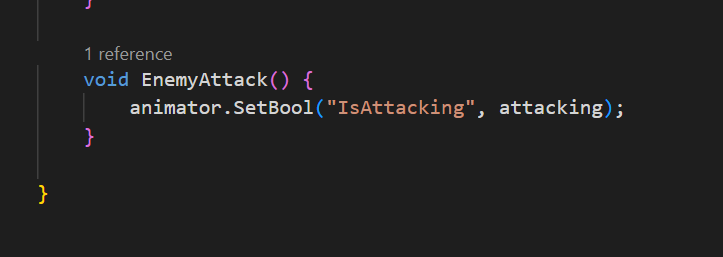 }
1 reference
void EnemyAttack() {
animator.SetBool("IsAttacking", attacking);
}
}